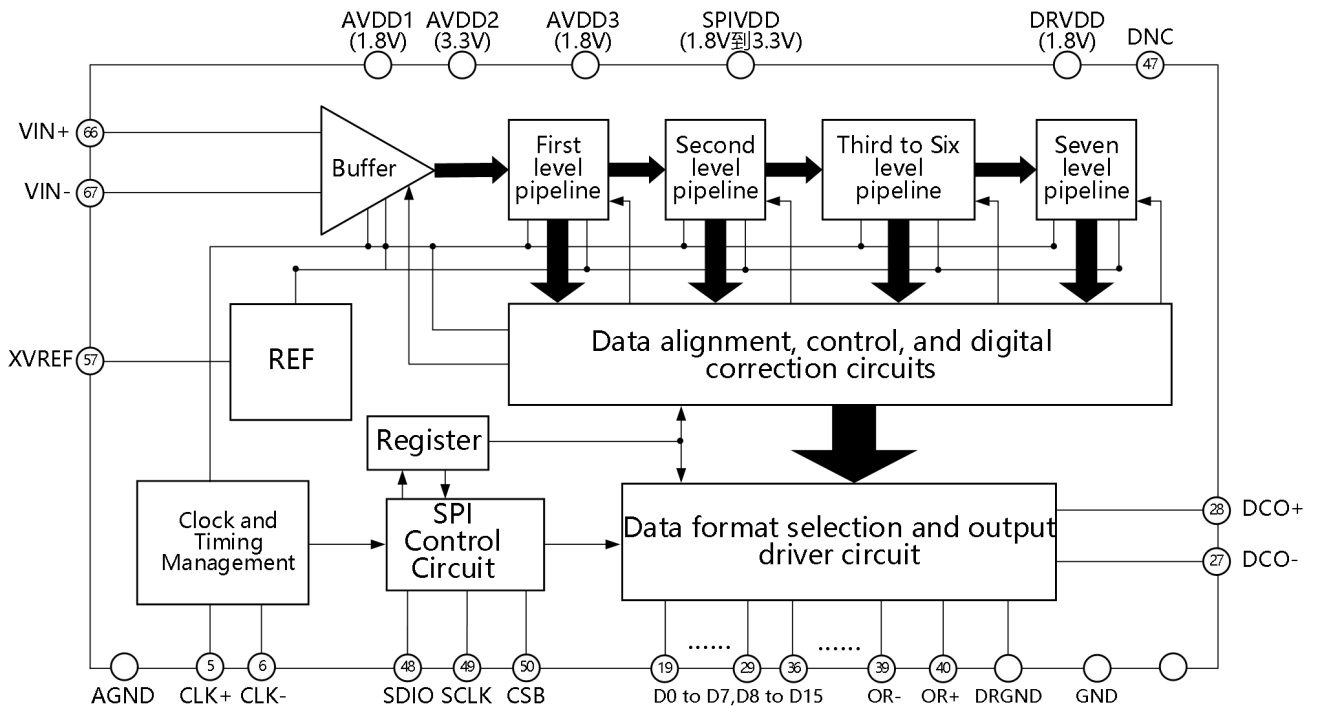 AVDD1
(1.8V)
AVDD2
(3.3V)
AVDD3
(1.8V)
SPIVDD
(1.8V到3.3V)
DRVDD
(1.8V)
DNC
47
VIN+
66
VIN-
67
Buffer
First
level
pipeline
Second
level
pipeline
Third to Six
level
pipeline
Seven
level
pipeline
XVREF
57
REF
Data alignment, control, and digital
correction circuits
Register
Clock and
Timing
Management
SPI
Control
Circuit
Data format selection and output
driver circuit
28
DCO+
27
DCO-
5
6
48
49
50
19
......
29
36
......
39
40
AGND
CLK+
CLK-
SDIO
SCLK
CSB
D0 to D7,D8 to D15
OR-
OR+
DRGND
GND